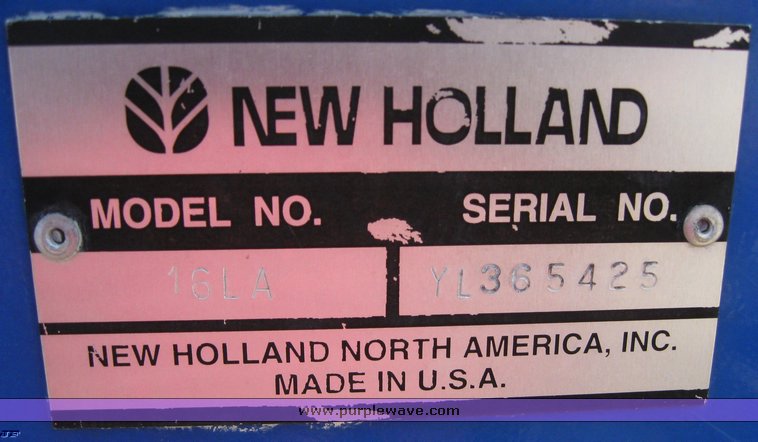 NEW HOLLAND
MODEL NO. SERIAL NO.
16LA YL365425
NEW HOLLAND NORTH AMERICA, INC.
MADE IN U.S.A.
www.purplewave.com